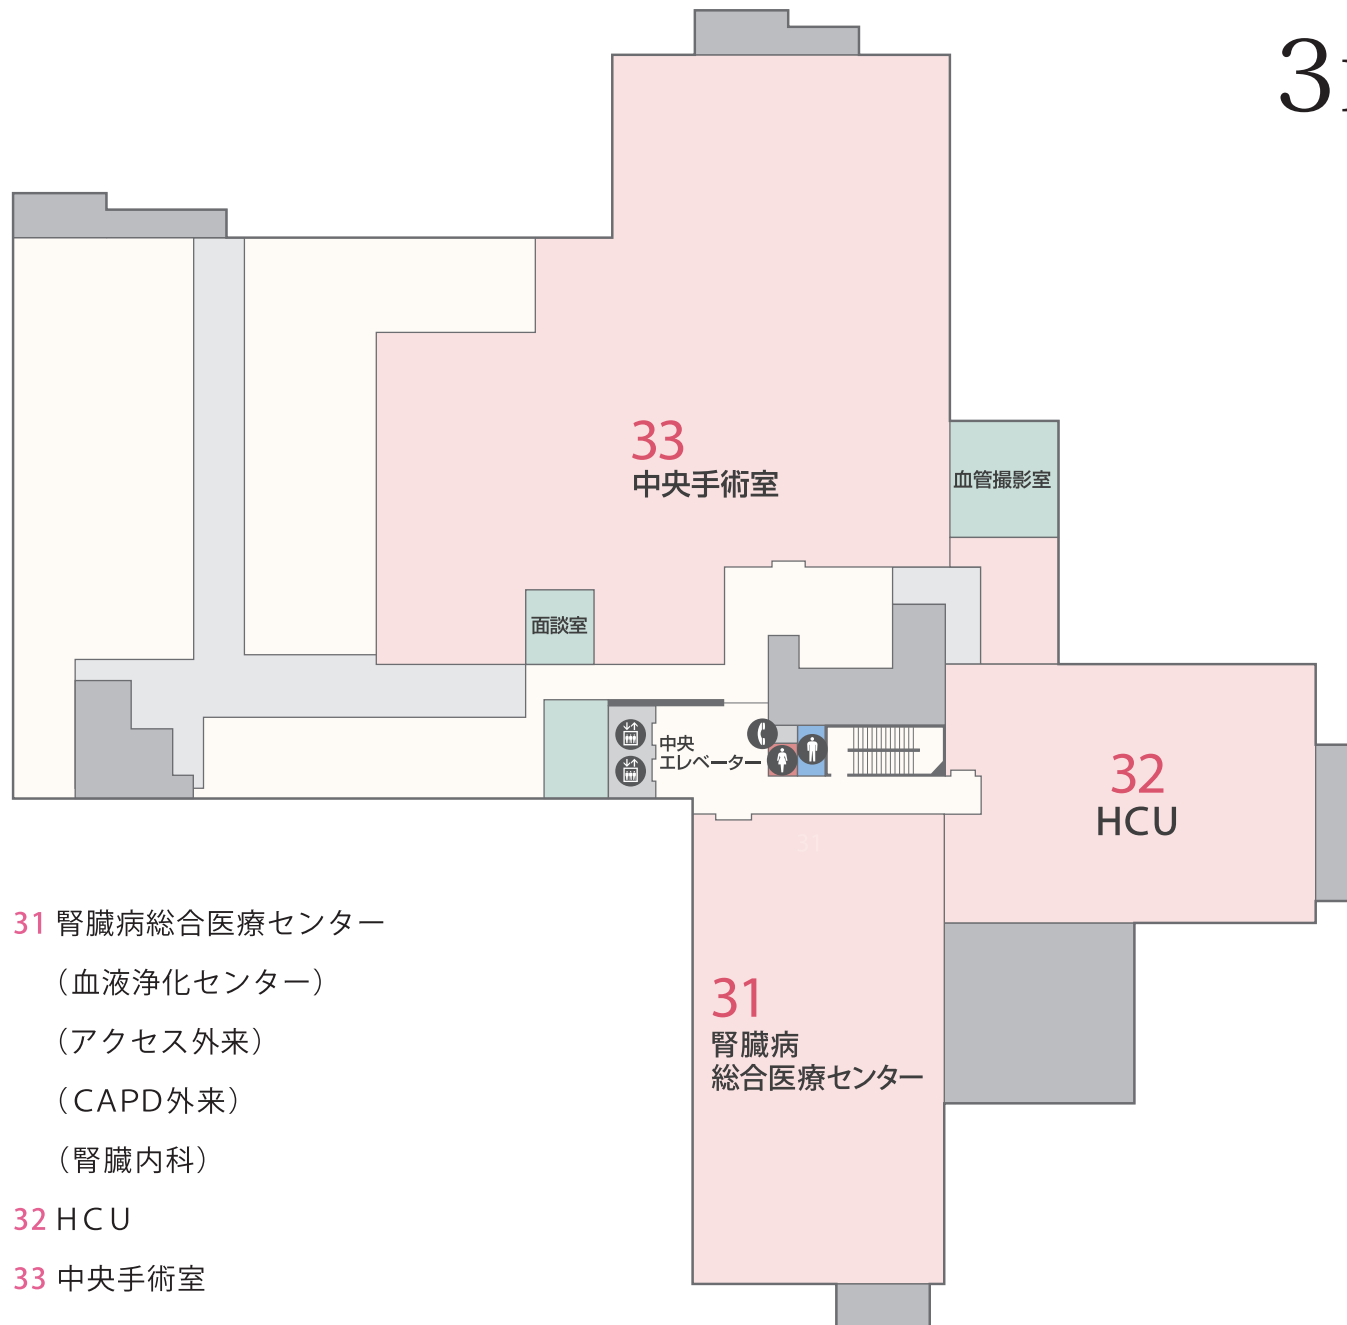 3
33
中央手術室
血管撮影室
面談室
中央
エレベーター
32
HCU
31
31
腎臓病
総合医療センター
31 腎臓病総合医療センター
（血液浄化センター）
（アクセス外来）
（CAPD外来）
（腎臓内科）
32 HCU
33 中央手術室